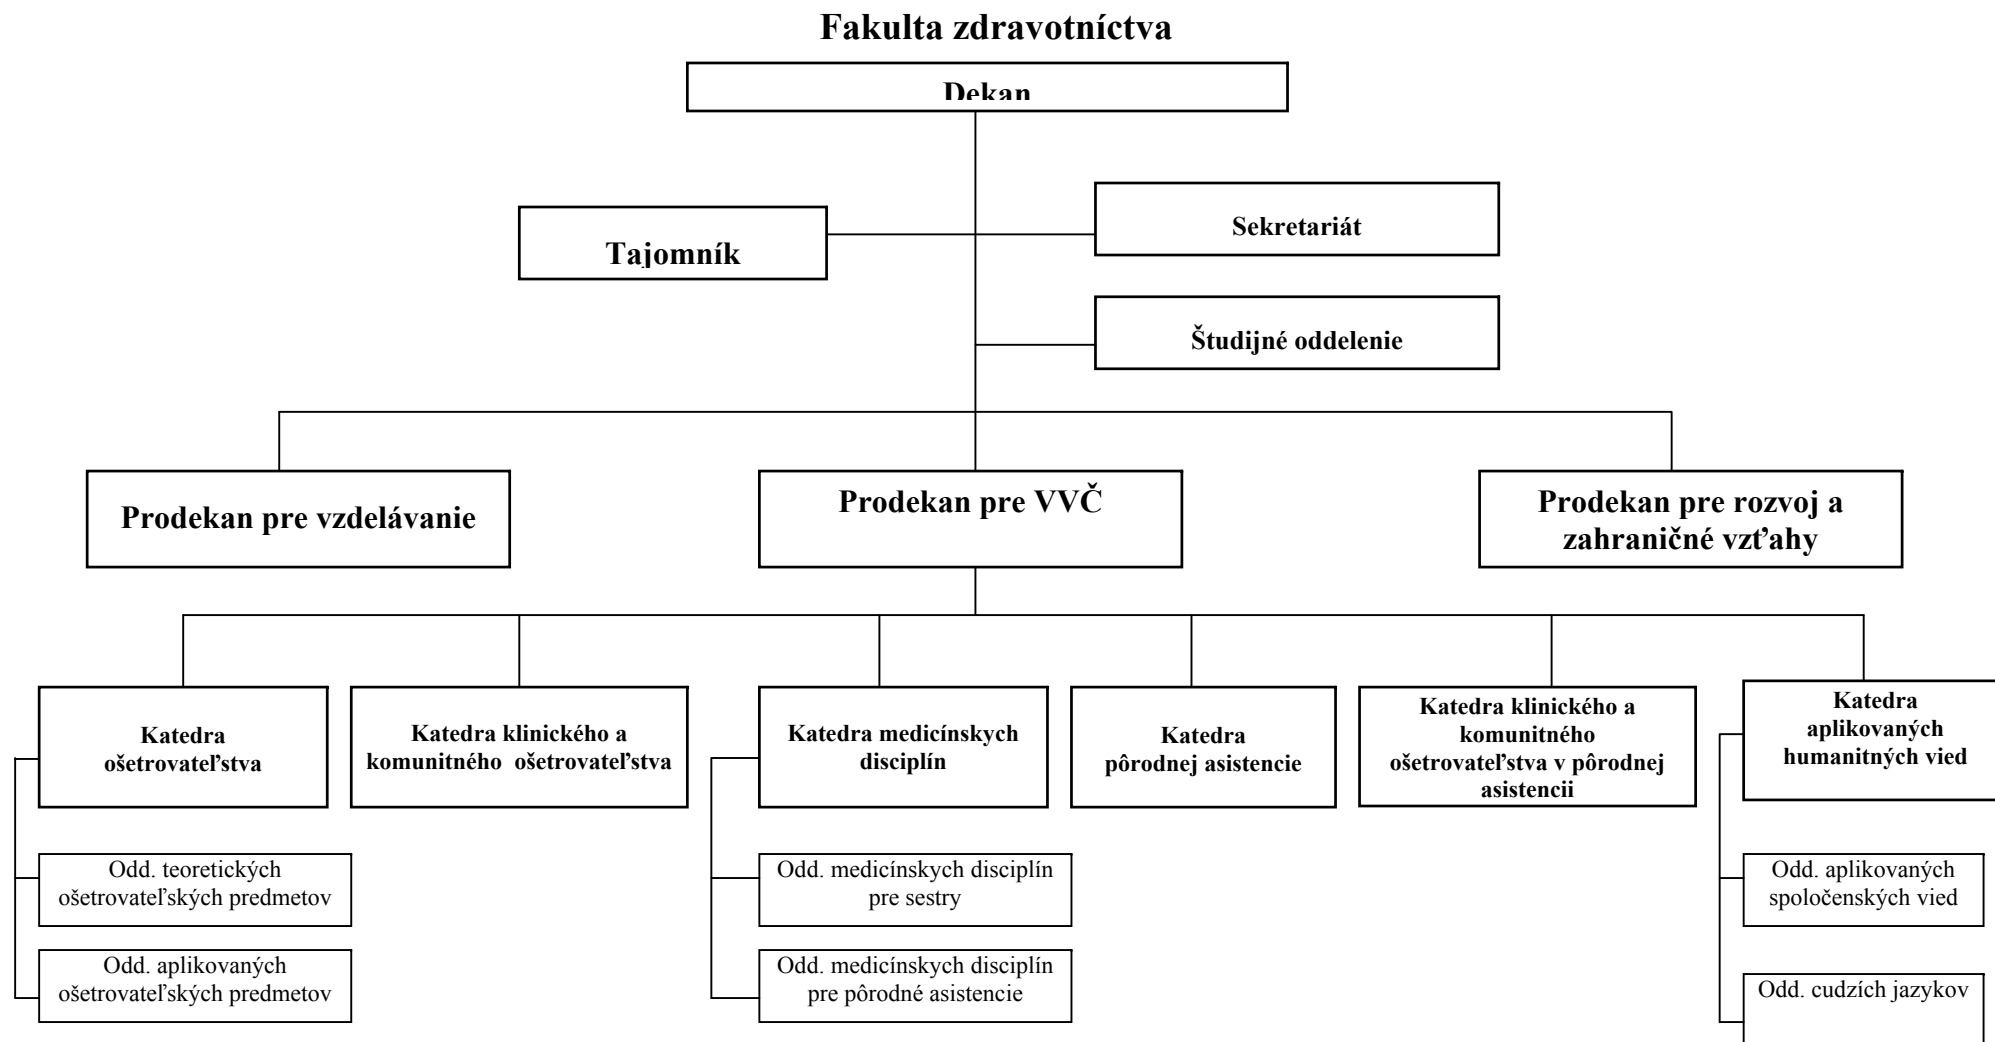 Fakulta zdravotníctva
Dekan
Sekretariát
Tajomník
Študijné oddelenie
Prodekan pre vzdelávanie
Prodekan pre VVČ
Prodekan pre rozvoj a
zahraničné vzťahy
Katedra
ošetrovateľstva
Katedra klinického a
komunitného ošetrovateľstva
Katedra medicínskych
disciplín
Katedra
pôrodnej asistencie
Katedra klinického a
komunitného
ošetrovateľstva v pôrodnej
asistencii
Katedra
aplikovaných
humanitných vied
Odd. teoretických
ošetrovateľských predmetov
Odd. medicínskych disciplín
pre sestry
Odd. aplikovaných
spoločenských vied
Odd. aplikovaných
ošetrovateľských predmetov
Odd. medicínskych disciplín
pre pôrodné asistencie
Odd. cudzích jazykov